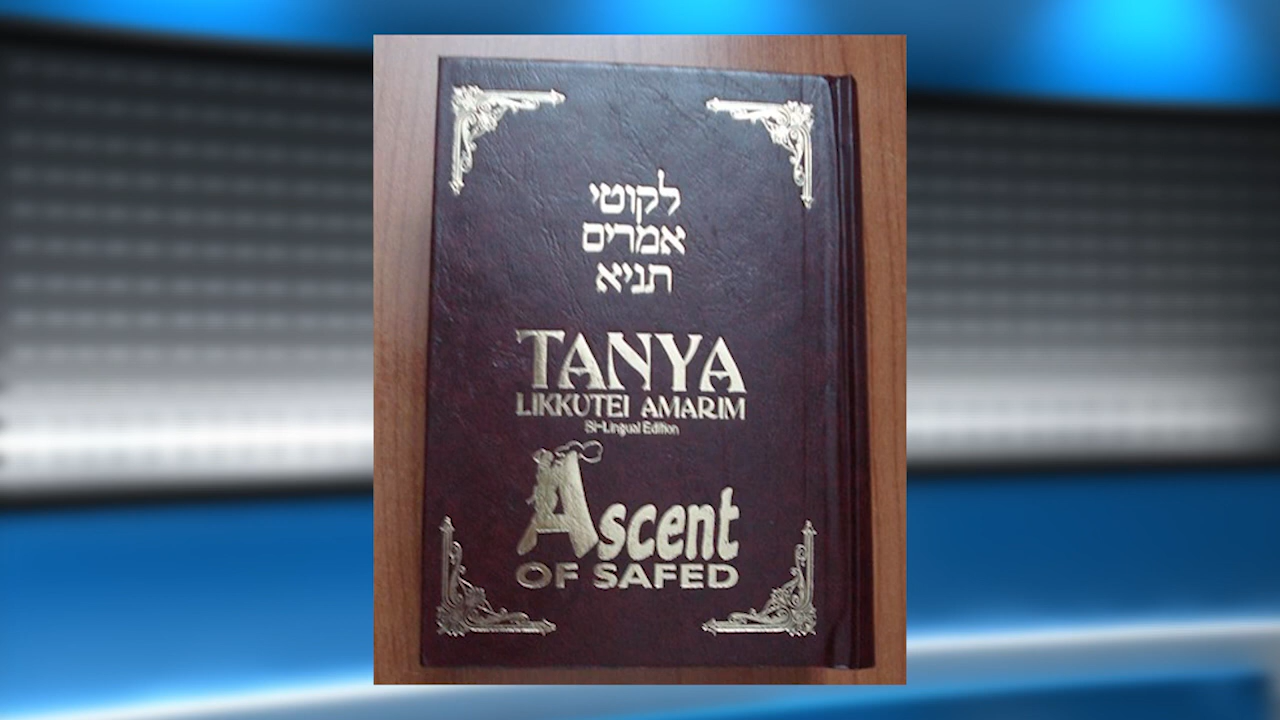 לקוטי
אמרים
תניא
TANYA
LIKKUTEI AMARIM
Bi-Lingual Edition
Ascent
OF SAFED